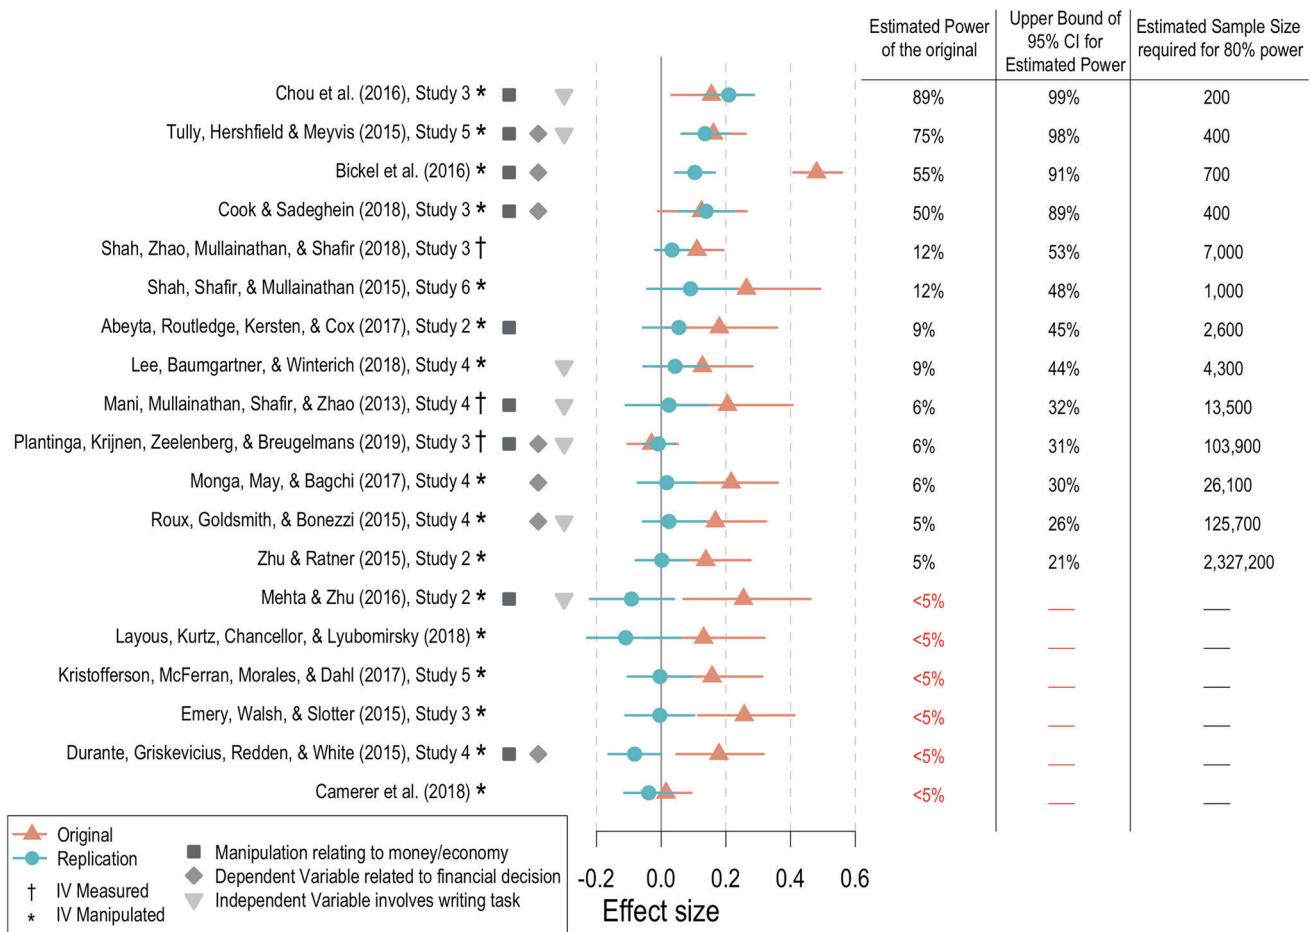 Estimated Power
of the original
Upper Bound of
95% CI for
Estimated Power
Estimated Sample Size
required for 80% power
Chou et al. (2016), Study 3 * 89% 99% 200
Tully, Hershfield & Meyvis (2015), Study 5 * 75% 98% 400
Bickel et al. (2016) * 55% 91% 700
Cook & Sadeghein (2018), Study 3 * 50% 89% 400
Shah, Zhao, Mullainathan, & Shafir (2018), Study 3 † 12% 53% 7,000
Shah, Shafir, & Mullainathan (2015), Study 6 * 12% 48% 1,000
Abeyta, Routledge, Kersten, & Cox (2017), Study 2 * 9% 45% 2,600
Lee, Baumgartner, & Winterich (2018), Study 4 * 9% 44% 4,300
Mani, Mullainathan, Shafir, & Zhao (2013), Study 4 † 6% 32% 13,500
Plantinga, Krijnen, Zeelenberg, & Breugelmans (2019), Study 3 † 6% 31% 103,900
Monga, May, & Bagchi (2017), Study 4 * 6% 30% 26,100
Roux, Goldsmith, & Bonezzi (2015), Study 4 * 5% 26% 125,700
Zhu & Ratner (2015), Study 2 * 5% 21% 2,327,200
Mehta & Zhu (2016), Study 2 * <5% — —
Layous, Kurtz, Chancellor, & Lyubomirsky (2018) * <5% — —
Kristofferson, McFerran, Morales, & Dahl (2017), Study 5 * <5% — —
Emery, Walsh, & Slotter (2015), Study 3 * <5% — —
Durante, Griskevicius, Redden, & White (2015), Study 4 * <5% — —
Camerer et al. (2018) * <5% — —
Original
Replication
† IV Measured
* IV Manipulated
Manipulation relating to money/economy
Dependent Variable related to financial decision
Independent Variable involves writing task
-0.2 0.0 0.2 0.4 0.6
Effect size